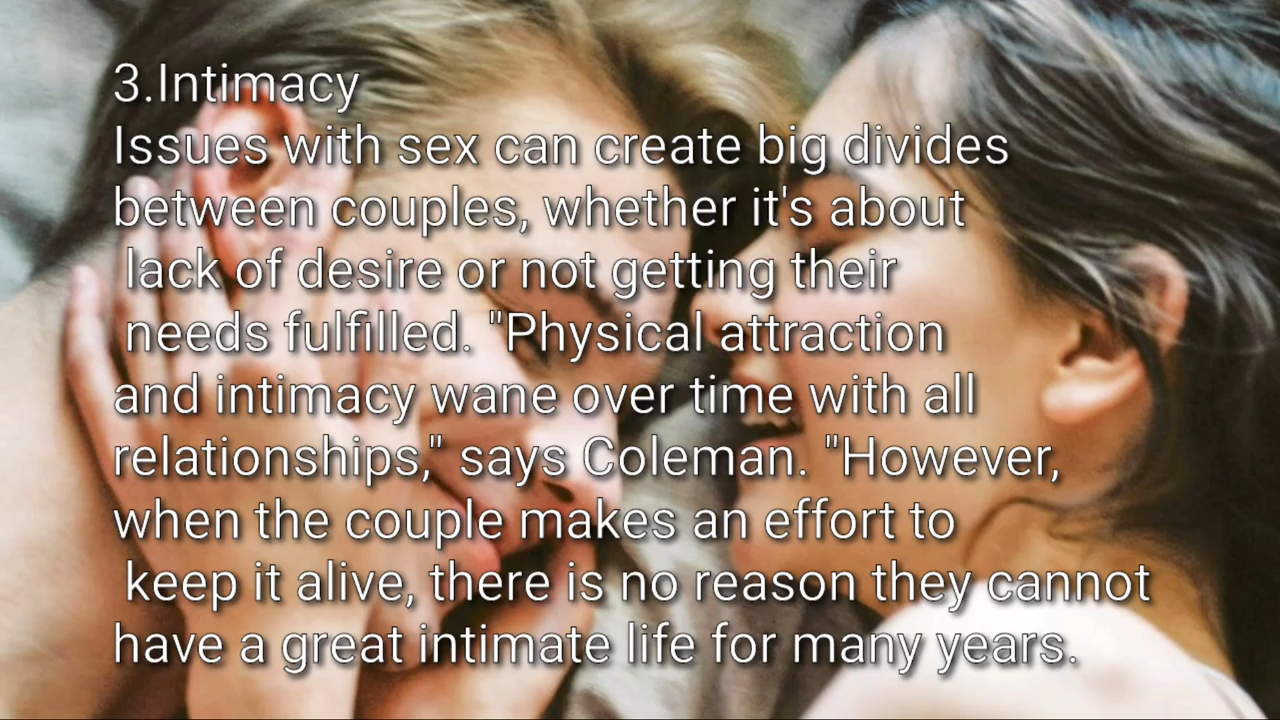 3.Intimacy
Issues with sex can create big divides
between couples, whether it's about
lack of desire or not getting their
needs fulfilled. "Physical attraction
and intimacy wane over time with all
relationships," says Coleman. "However,
when the couple makes an effort to
keep it alive, there is no reason they cannot
have a great intimate life for many years.